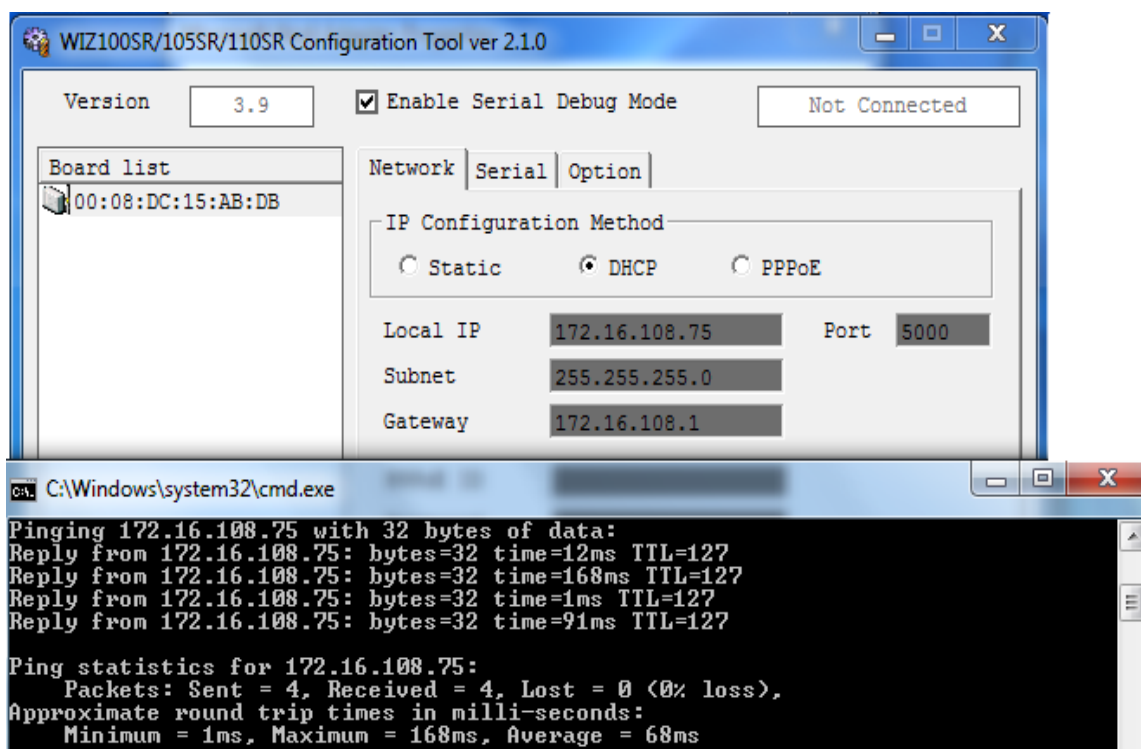 WIZ100SR/105SR/110SR Configuration Tool ver 2.1.0
Version 3.9 Enable Serial Debug Mode Not Connected
Board list
00:08:DC:15:AB:DB
Network Serial Option
IP Configuration Method
Static DHCP PPPoE
Local IP 172.16.108.75 Port 5000
Subnet 255.255.255.0
Gateway 172.16.108.1
C:\Windows\system32\cmd.exe
Pinging 172.16.108.75 with 32 bytes of data:
Reply from 172.16.108.75: bytes=32 time=12ms TTL=127
Reply from 172.16.108.75: bytes=32 time=168ms TTL=127
Reply from 172.16.108.75: bytes=32 time=1ms TTL=127
Reply from 172.16.108.75: bytes=32 time=91ms TTL=127
Ping statistics for 172.16.108.75:
Packets: Sent = 4, Received = 4, Lost = 0 (0% loss),
Approximate round trip times in milli-seconds:
Minimum = 1ms, Maximum = 168ms, Average = 68ms